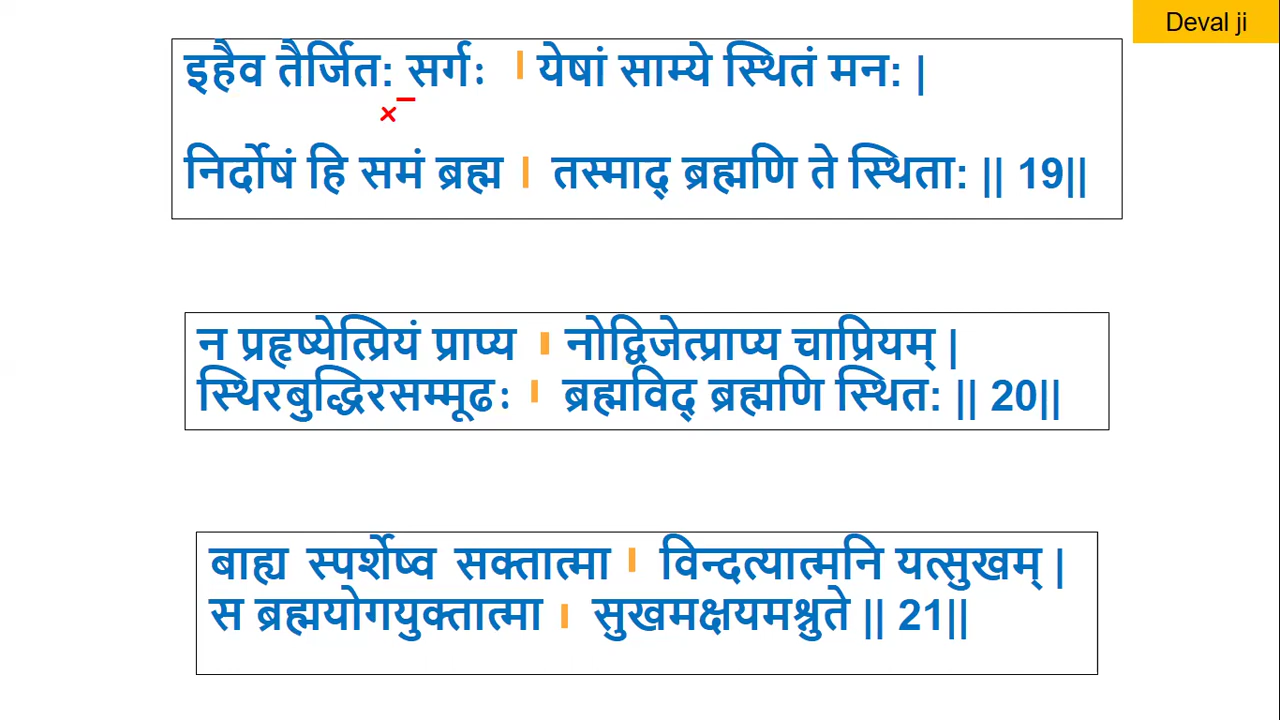 Deval ji
इहैव तैर्जित: सर्गः । येषां साम्ये स्थितं मन: |
× –
निर्दोषं हि समं ब्रह्म । तस्माद् ब्रह्मणि ते स्थिता: || 19||
न प्रहृष्येत्प्रियं प्राप्य । नोद्विजेत्प्राप्य चाप्रियम् |
स्थिरबुद्धिरसम्मूढः । ब्रह्मविद् ब्रह्मणि स्थित: || 20||
बाह्य स्पर्शेष्व सक्तात्मा । विन्दत्यात्मनि यत्सुखम् |
स ब्रह्मयोगयुक्तात्मा । सुखमक्षयमश्नुते || 21||